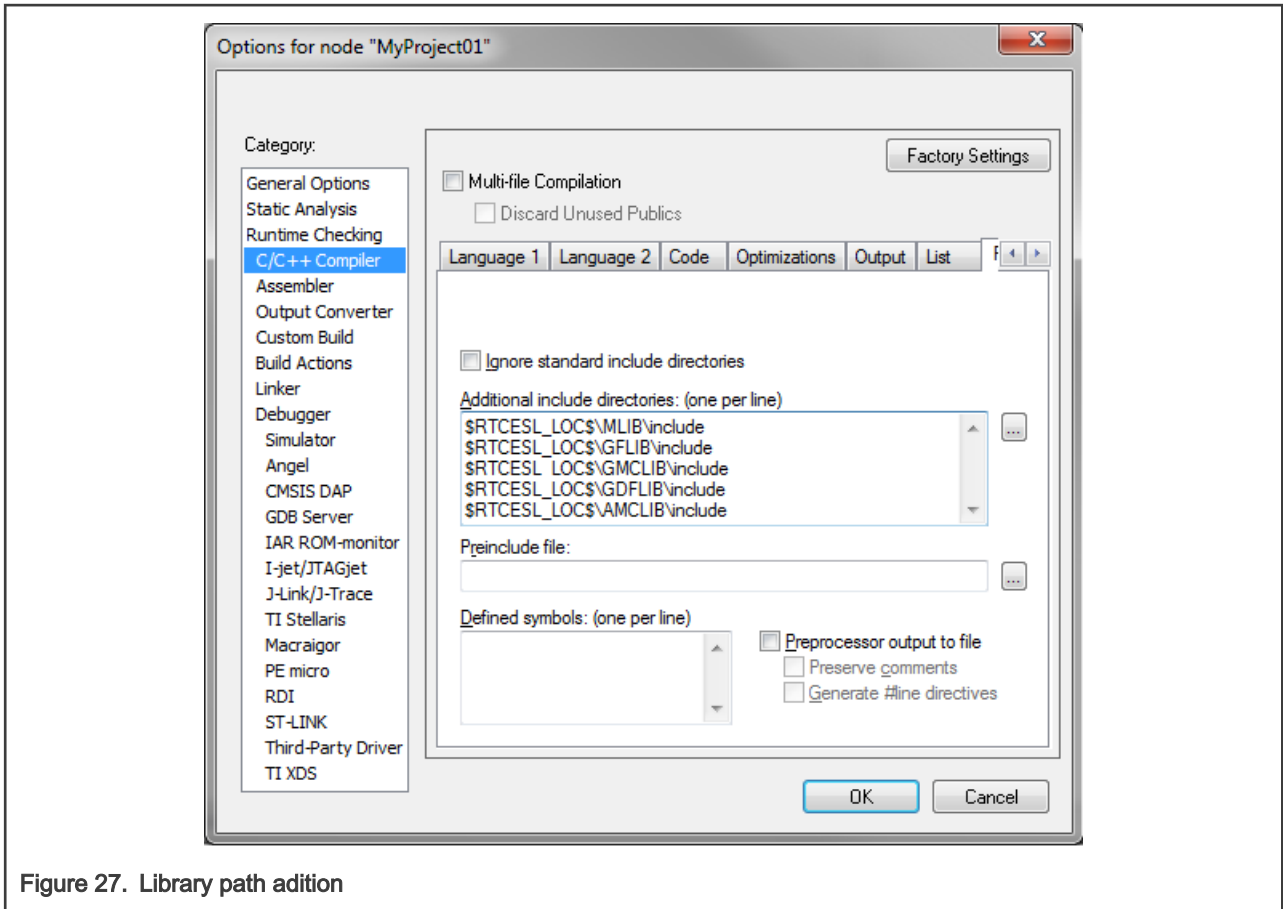 Options for node "MyProject01"
Category:
General Options
Static Analysis
Runtime Checking
C/C++ Compiler
Assembler
Output Converter
Custom Build
Build Actions
Linker
Debugger
Simulator
Angel
CMSIS DAP
GDB Server
IAR ROM-monitor
I-jet/JTAGjet
J-Link/J-Trace
TI Stellaris
Macraigor
PE micro
RDI
ST-LINK
Third-Party Driver
TI XDS
Factory Settings
Multi-file Compilation
Discard Unused Publics
Language 1 Language 2 Code Optimizations Output List
Ignore standard include directories
Additional include directories: (one per line)
$RTCESL_LOC$\MLIB\include
$RTCESL_LOC$\GFLIB\include
$RTCESL_LOC$\GMCLIB\include
$RTCESL_LOC$\GDFLIB\include
$RTCESL_LOC$\AMCLIB\include
...
Preinclude file:
...
Defined symbols: (one per line)
Preprocessor output to file
Preserve comments
Generate #line directives
OK Cancel
Figure 27. Library path adition